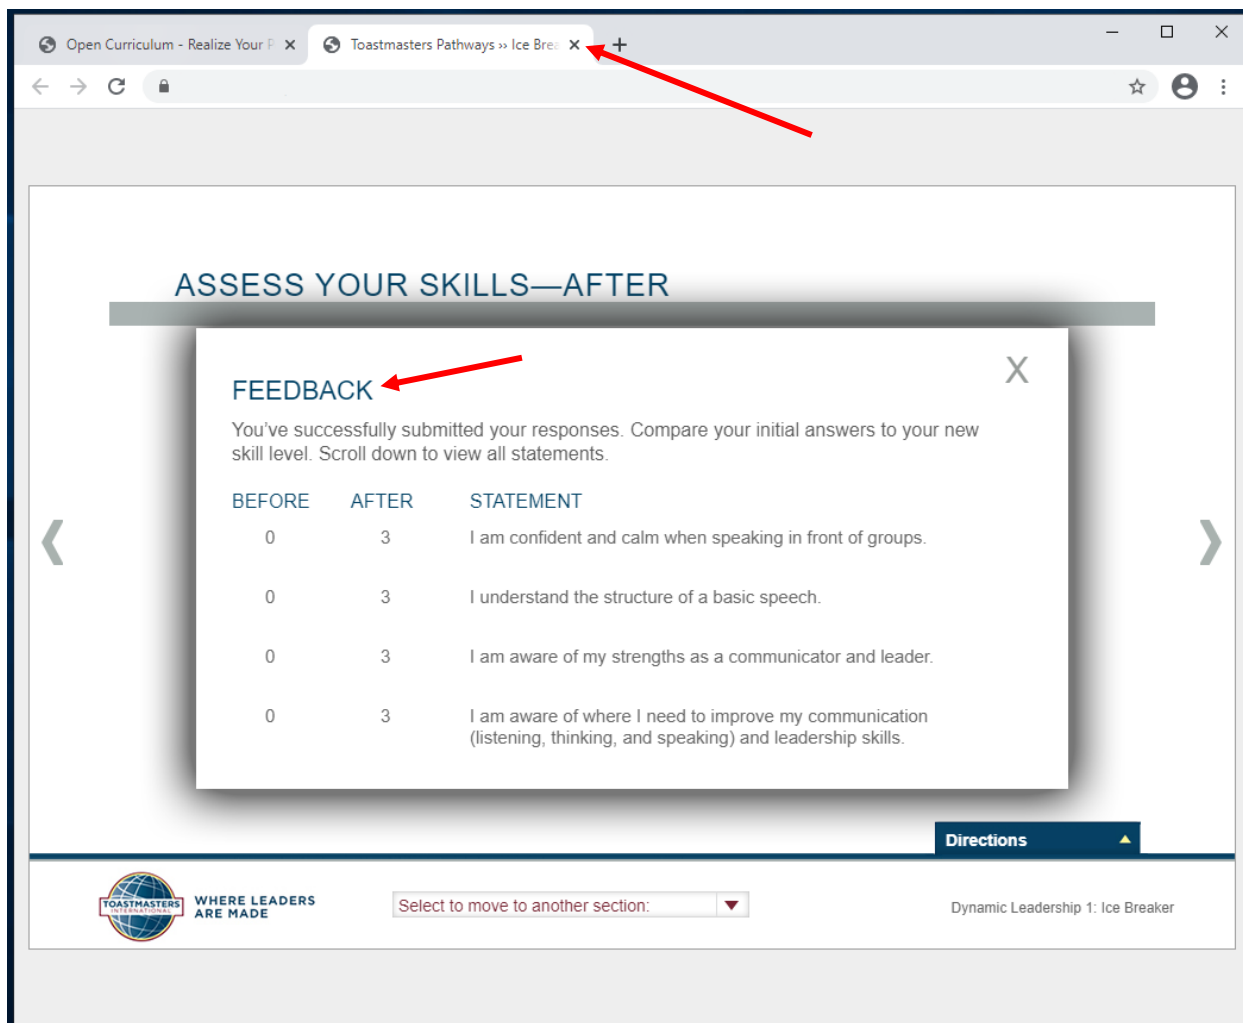 Open Curriculum - Realize Your P
Toastmasters Pathways ›› Ice Brea
ASSESS YOUR SKILLS—AFTER
X
FEEDBACK
You've successfully submitted your responses. Compare your initial answers to your new
skill level. Scroll down to view all statements.
BEFORE AFTER STATEMENT
0 3 I am confident and calm when speaking in front of groups.
0 3 I understand the structure of a basic speech.
0 3 I am aware of my strengths as a communicator and leader.
0 3 I am aware of where I need to improve my communication
(listening, thinking, and speaking) and leadership skills.
Directions
TOASTMASTERS
INTERNATIONAL
WHERE LEADERS
ARE MADE
Select to move to another section:
Dynamic Leadership 1: Ice Breaker